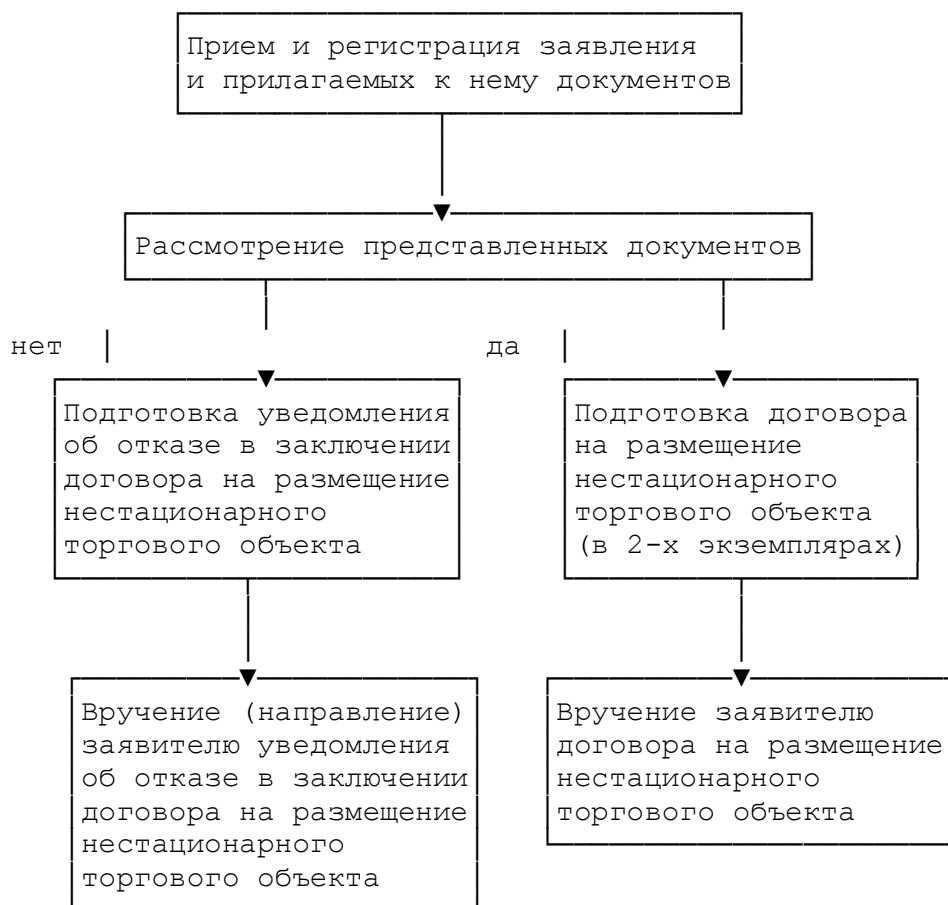 Прием и регистрация заявления
и прилагаемых к нему документов
Рассмотрение представленных документов
нет
да
Подготовка уведомления
об отказе в заключении
договора на размещение
нестационарного
торгового объекта
Подготовка договора
на размещение
нестационарного
торгового объекта
(в 2-х экземплярах)
Вручение (направление)
заявителю уведомления
об отказе в заключении
договора на размещение
нестационарного
торгового объекта
Вручение заявителю
договора на размещение
нестационарного
торгового объекта